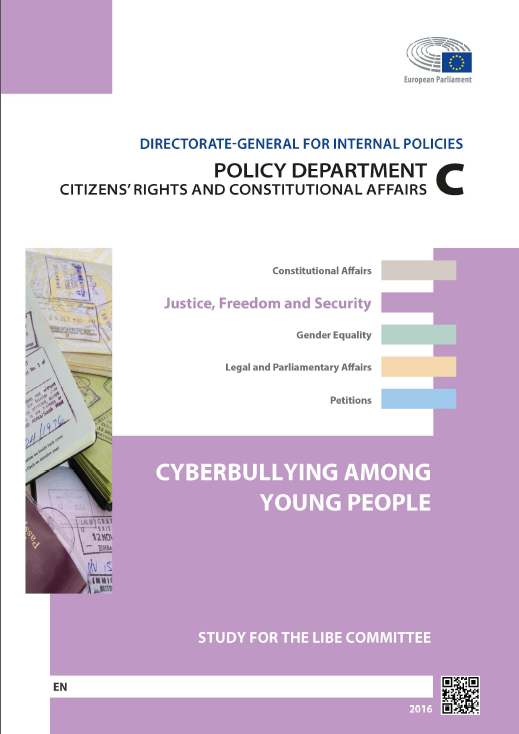 European Parliament
DIRECTORATE-GENERAL FOR INTERNAL POLICIES
POLICY DEPARTMENT
CITIZENS' RIGHTS AND CONSTITUTIONAL AFFAIRS
C
Constitutional Affairs
Justice, Freedom and Security
Gender Equality
Legal and Parliamentary Affairs
Petitions
CYBERBULLYING AMONG
YOUNG PEOPLE
STUDY FOR THE LIBE COMMITTEE
EN
2016